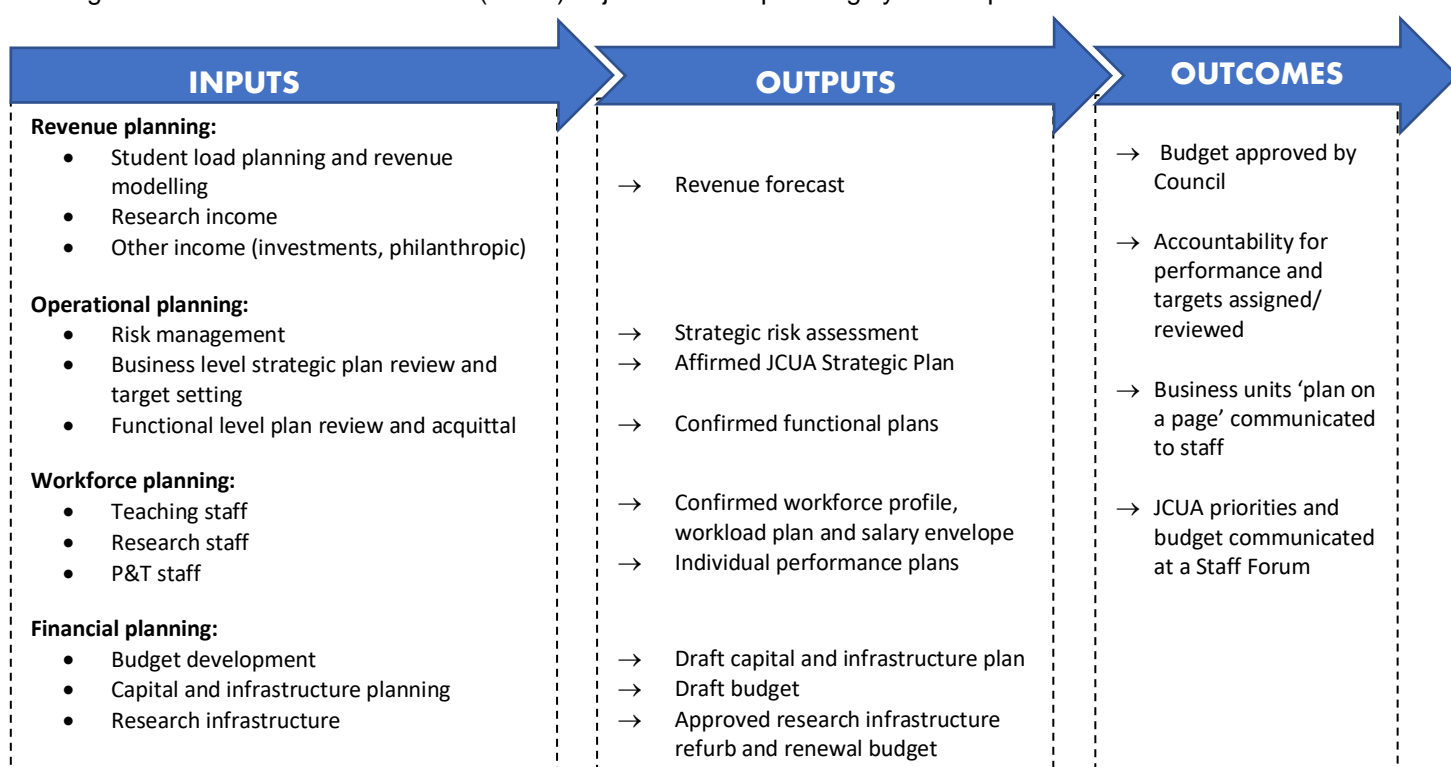 INPUTS
OUTPUTS
OUTCOMES
Revenue planning:
• Student load planning and revenue
modelling
• Research income
• Other income (investments, philanthropic)
Operational planning:
• Risk management
• Business level strategic plan review and
target setting
• Functional level plan review and acquittal
Workforce planning:
• Teaching staff
• Research staff
• P&T staff
Financial planning:
• Budget development
• Capital and infrastructure planning
• Research infrastructure
→ Revenue forecast
→ Strategic risk assessment
→ Affirmed JCUA Strategic Plan
→ Confirmed functional plans
→ Confirmed workforce profile,
workload plan and salary envelope
→ Individual performance plans
→ Draft capital and infrastructure plan
→ Draft budget
→ Approved research infrastructure
refurb and renewal budget
→ Budget approved by
Council
→ Accountability for
performance and
targets assigned/
reviewed
→ Business units ‘plan on
a page’ communicated
to staff
→ JCUA priorities and
budget communicated
at a Staff Forum